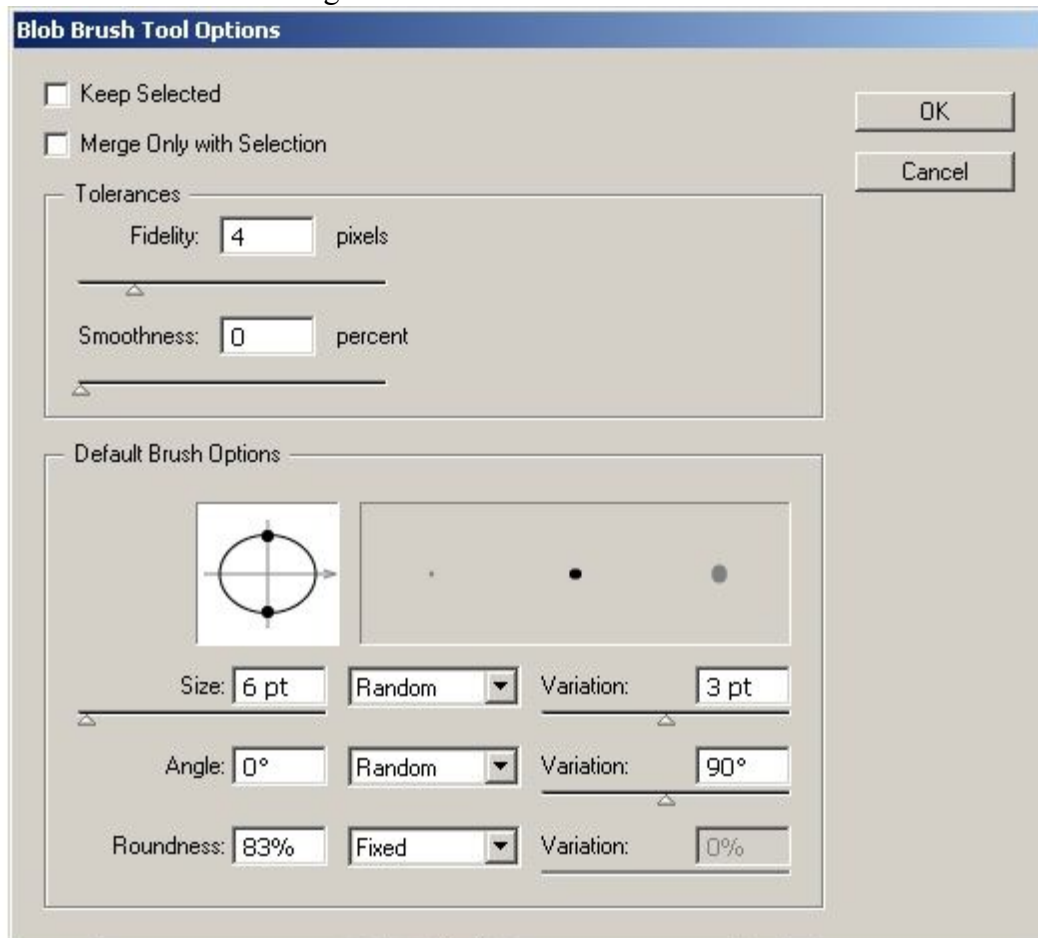 Blob Brush Tool Options
Keep Selected
OK
Merge Only with Selection
Cancel
Tolerances
Fidelity: 4 pixels
Smoothness: 0 percent
Default Brush Options
Size: 6 pt Random Variation: 3 pt
Angle: 0° Random Variation: 90°
Roundness: 83% Fixed Variation: 0%